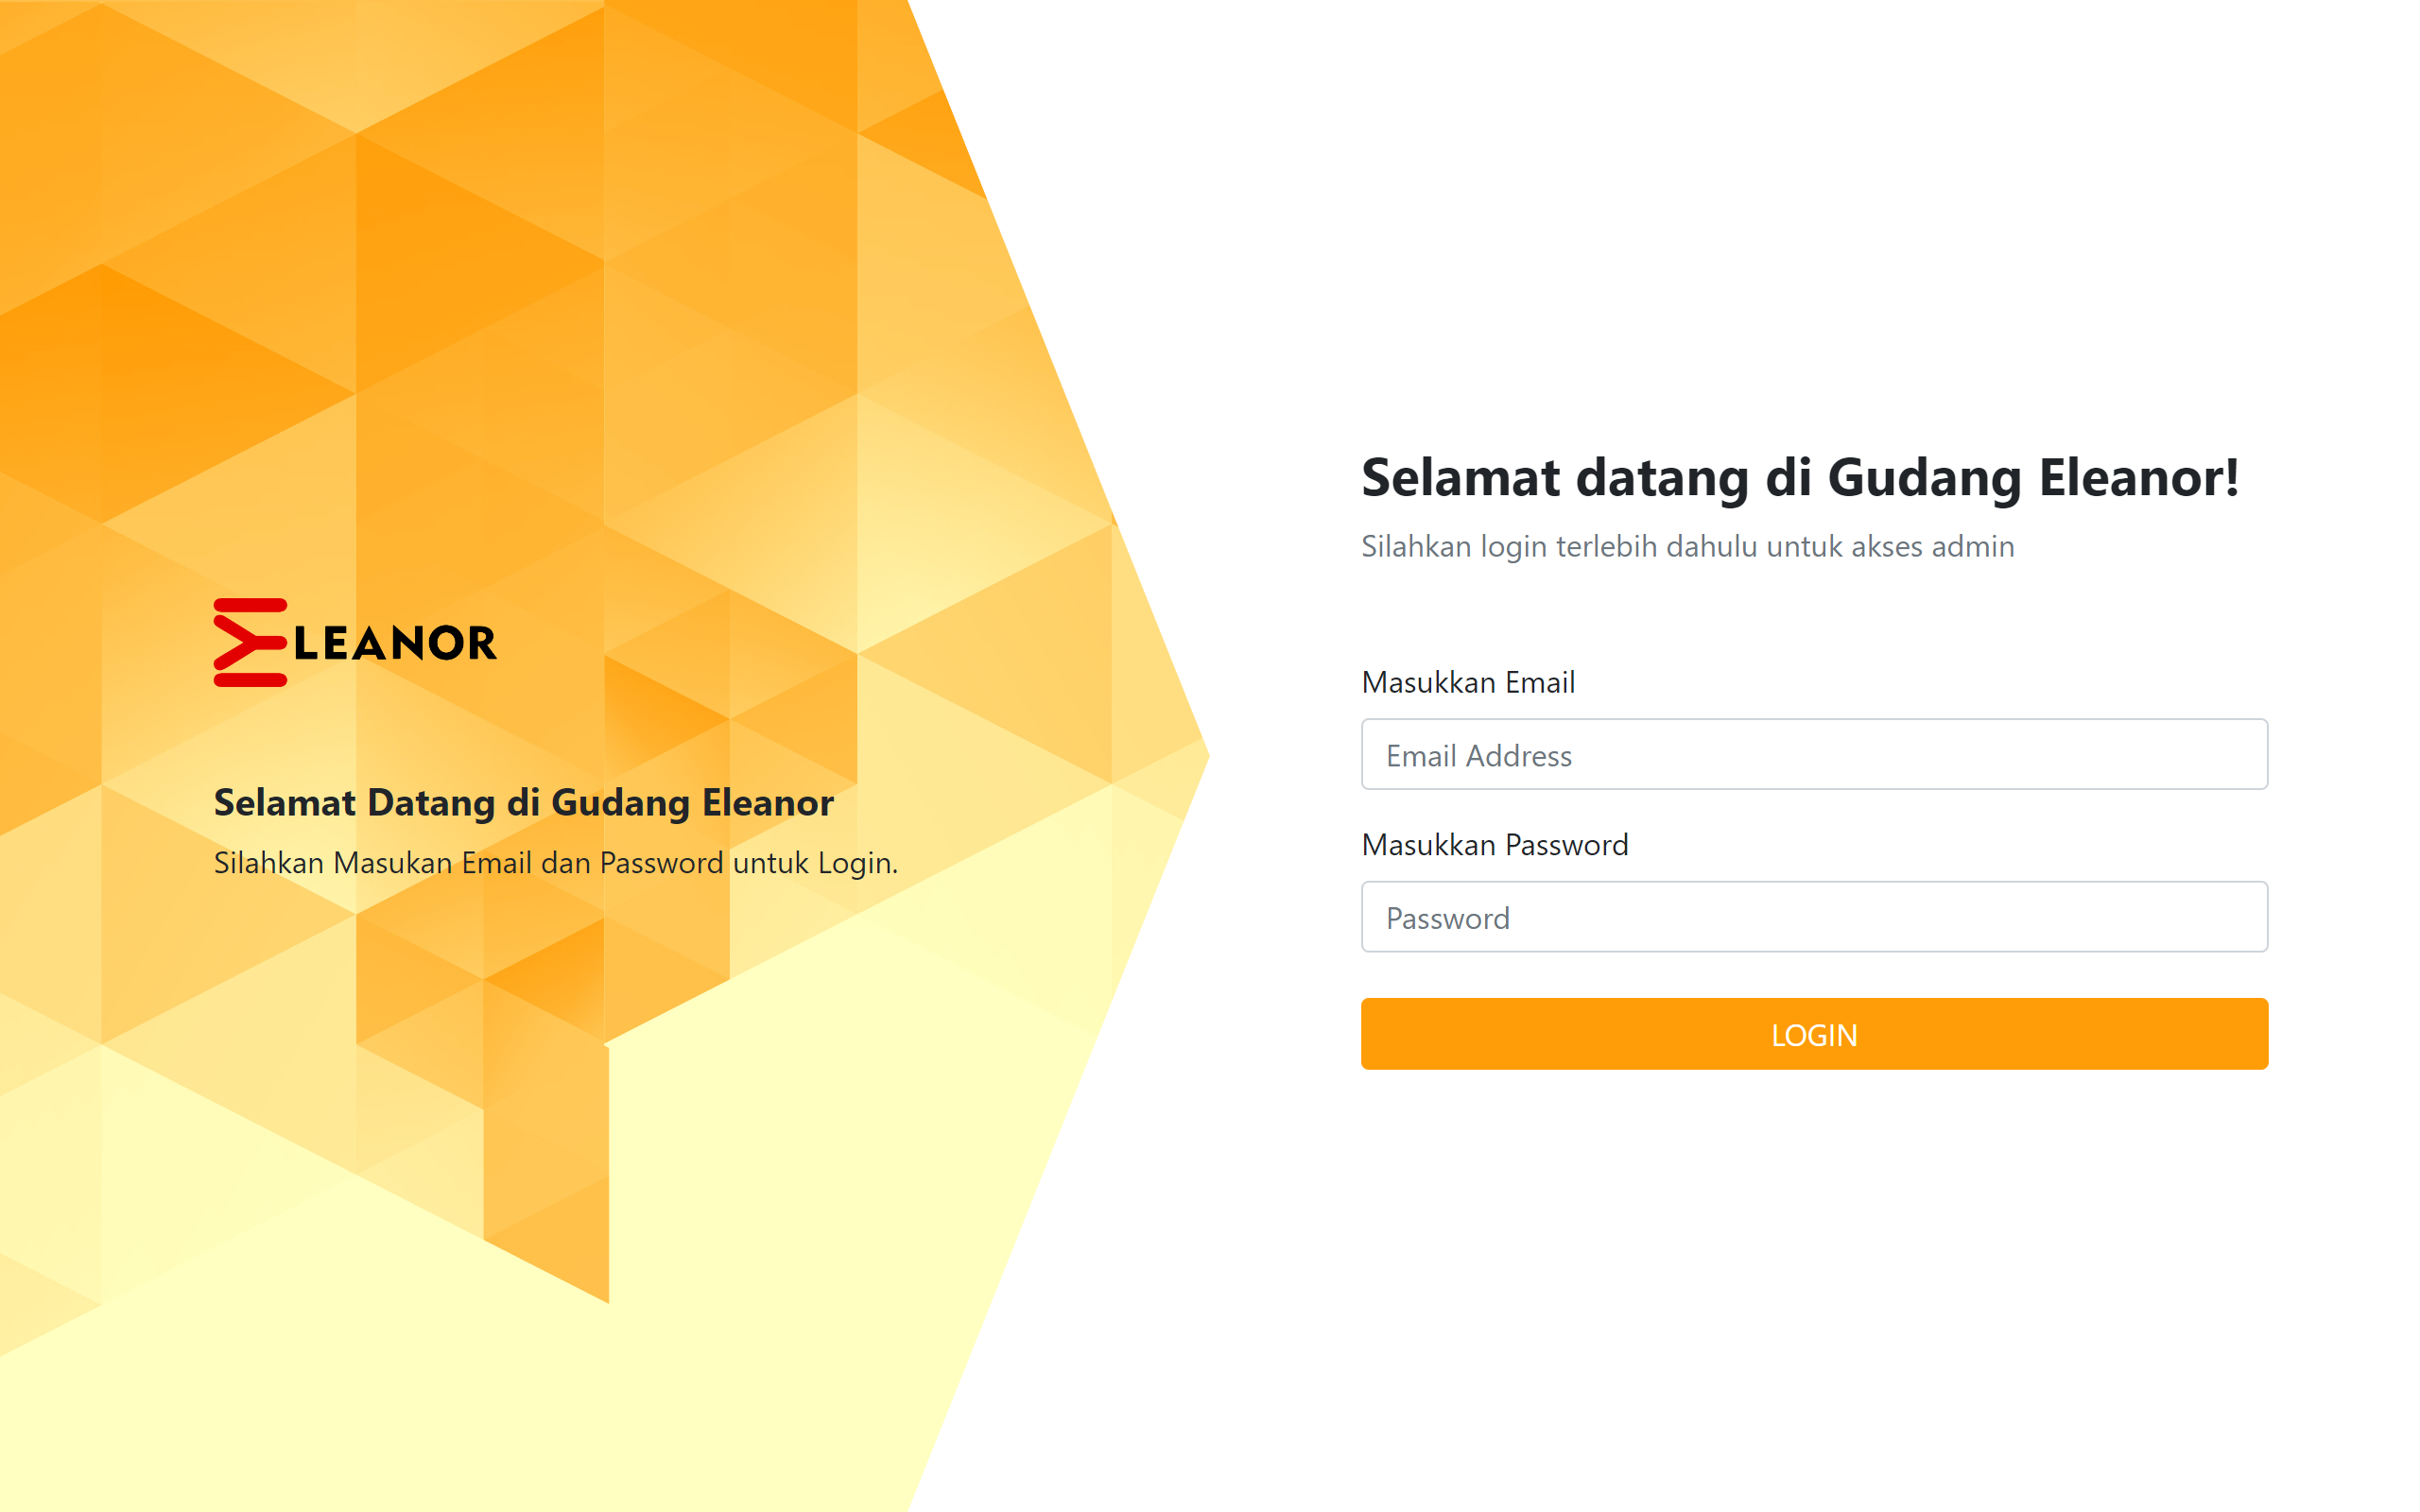 ELEANOR
Selamat Datang di Gudang Eleanor
Silahkan Masukan Email dan Password untuk Login.
Selamat datang di Gudang Eleanor!
Silahkan login terlebih dahulu untuk akses admin
Masukkan Email
Email Address
Masukkan Password
Password
LOGIN